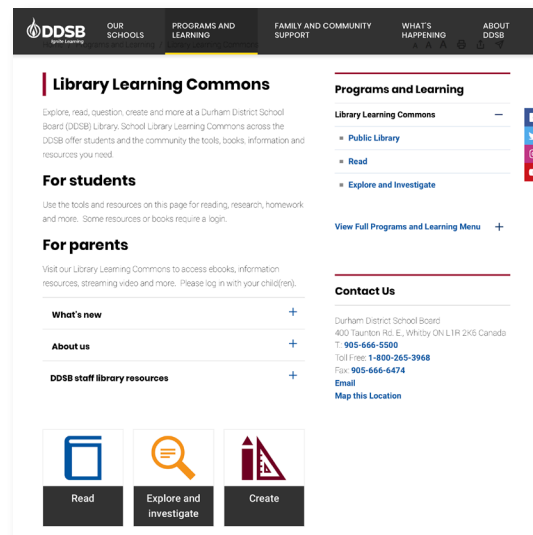 DDSB
Ignite Learning
OUR
SCHOOLS
PROGRAMS AND
LEARNING
FAMILY AND COMMUNITY
SUPPORT
WHAT'S
HAPPENING
ABOUT
DDSB
A A A
Library Learning Commons
Explore, read, question, create and more at a Durham District School
Board (DDSB) Library. School Library Learning Commons across the
DDSB offer students and the community the tools, books, information and
resources you need.
For students
Use the tools and resources on this page for reading, research, homework
and more. Some resources or books require a login.
For parents
Visit our Library Learning Commons to access ebooks, information
resources, streaming video and more. Please log in with your child(ren).
What's new
About us
DDSB staff library resources
Read
Explore and
investigate
Create
Programs and Learning
Library Learning Commons
Public Library
Read
Explore and Investigate
View Full Programs and Learning Menu
Contact Us
Durham District School Board
400 Taunton Rd. E., Whitby ON L1R 2K6 Canada
T: 905-666-5500
Toll Free: 1-800-265-3968
Fax: 905-666-6474
Email
Map this Location